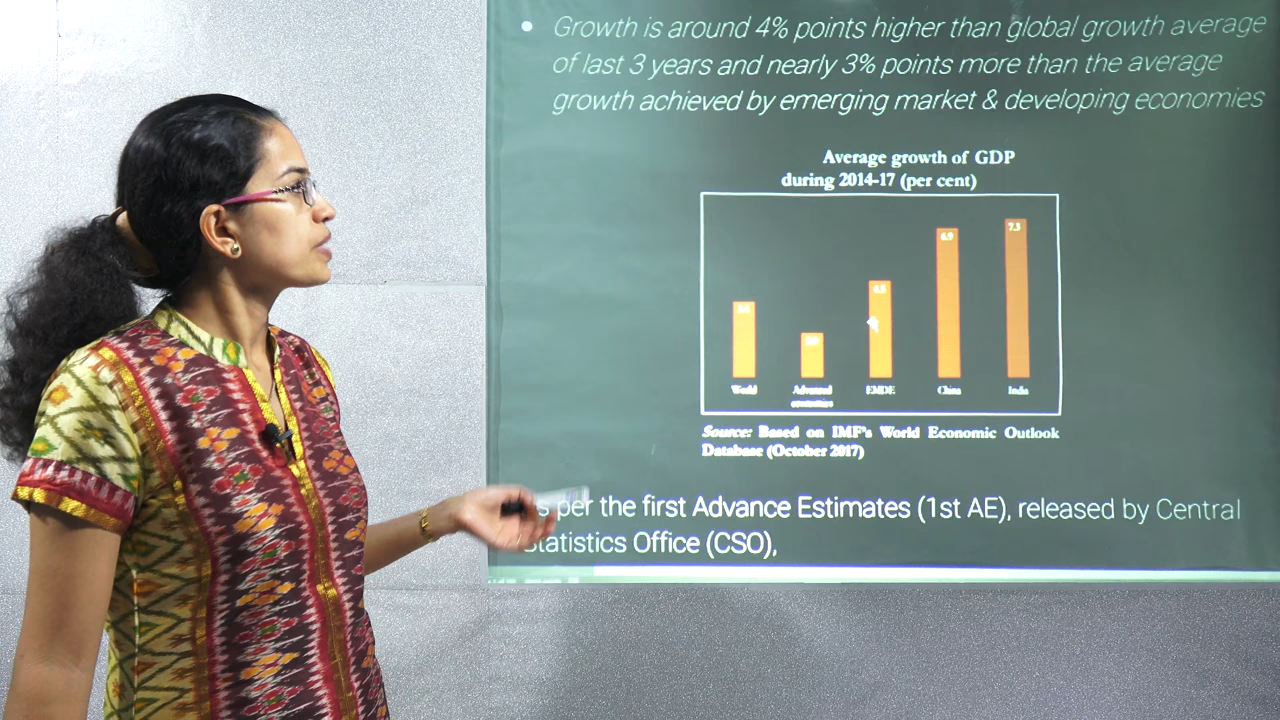 • Growth is around 4% points higher than global growth average
of last 3 years and nearly 3% points more than the average
growth achieved by emerging market & developing economies
Average growth of GDP
during 2014-17 (per cent)
6.9
7.3
World
Advanced
EMDE
China
India
Source: Based on IMF's World Economic Outlook
Database (October 2017)
per the first Advance Estimates (1st AE), released by Central
Statistics Office (CSO),